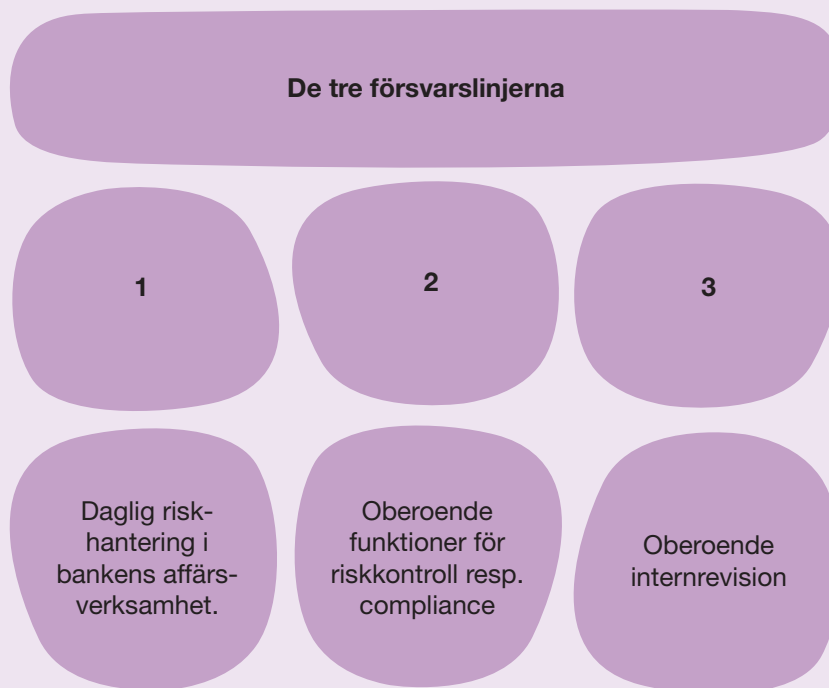 De tre försvarslinjerna
1
2
3
Daglig risk-
hantering i
bankens affärs-
verksamhet.
Oberoende
funktioner för
riskkontroll resp.
compliance
Oberoende
internrevision